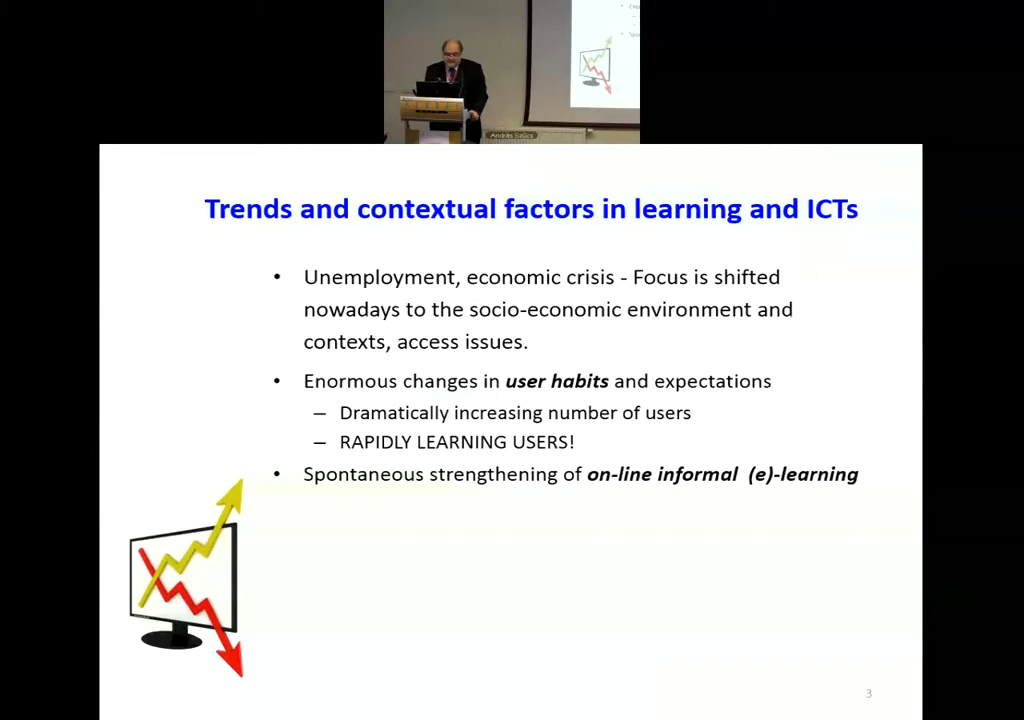 András Szűcs
Trends and contextual factors in learning and ICTs
• Unemployment, economic crisis - Focus is shifted
nowadays to the socio-economic environment and
contexts, access issues.
• Enormous changes in user habits and expectations
– Dramatically increasing number of users
– RAPIDLY LEARNING USERS!
• Spontaneous strengthening of on-line informal (e)-learning
3